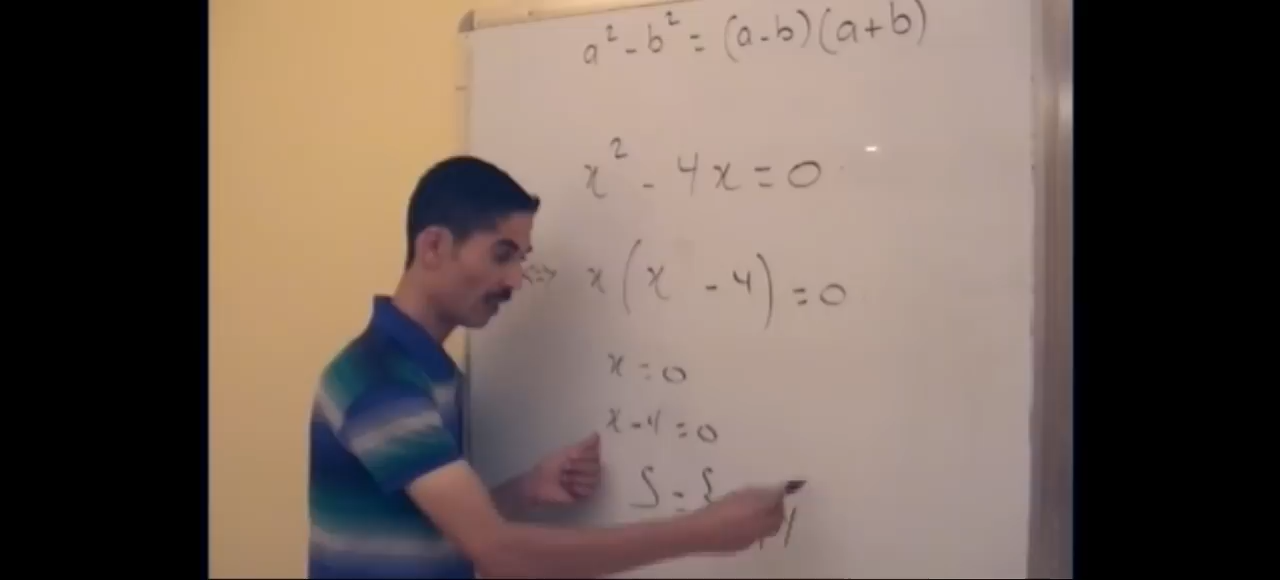 a² - b² = (a-b)(a+b)
x² - 4x = 0
⟺ x(x - 4) = 0
x = 0
x - 4 = 0
S = {